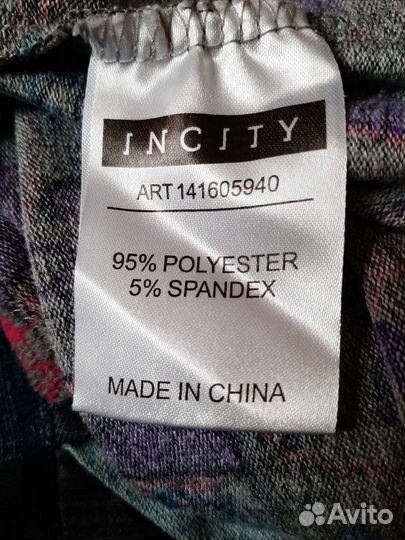 INCITY
ART 141605940
95% POLYESTER
5% SPANDEX
MADE IN CHINA
Avito